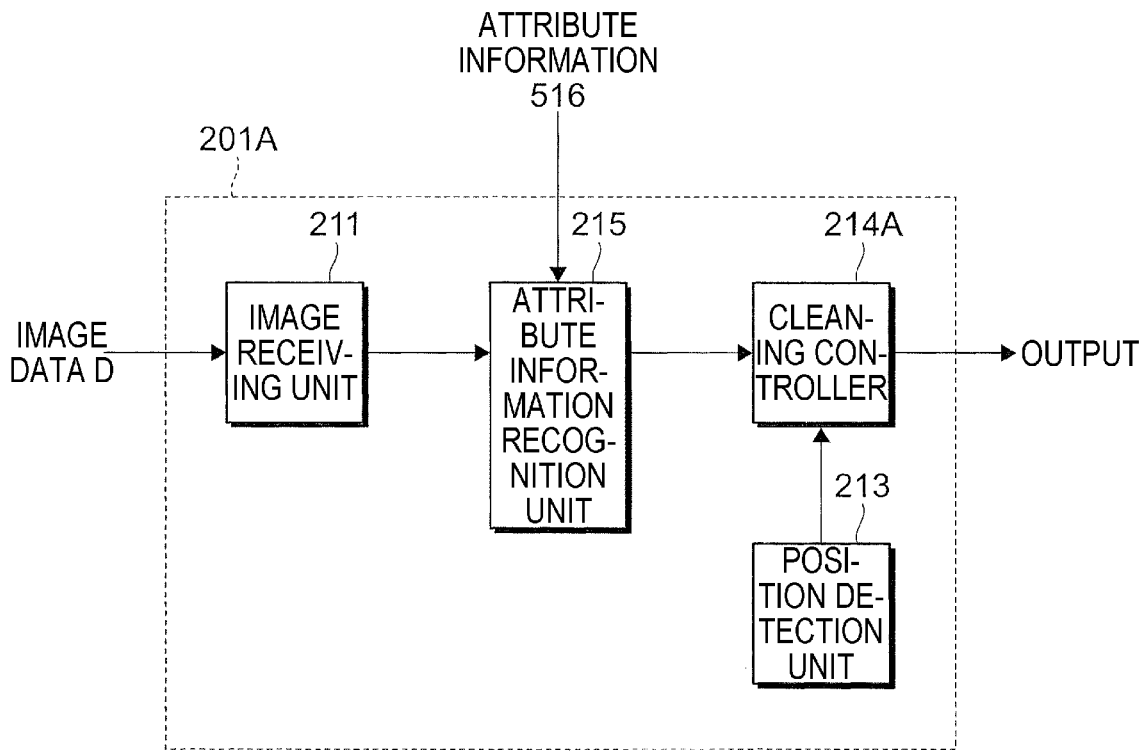 ATTRIBUTE
INFORMATION
516
201A
211
215
214A
IMAGE
DATA D
IMAGE
RECEIV-
ING UNIT
ATTRI-
BUTE
INFOR-
MATION
RECOG-
NITION
UNIT
CLEAN-
ING CON-
TROLLER
OUTPUT
213
POSI-
TION DE-
TECTION
UNIT